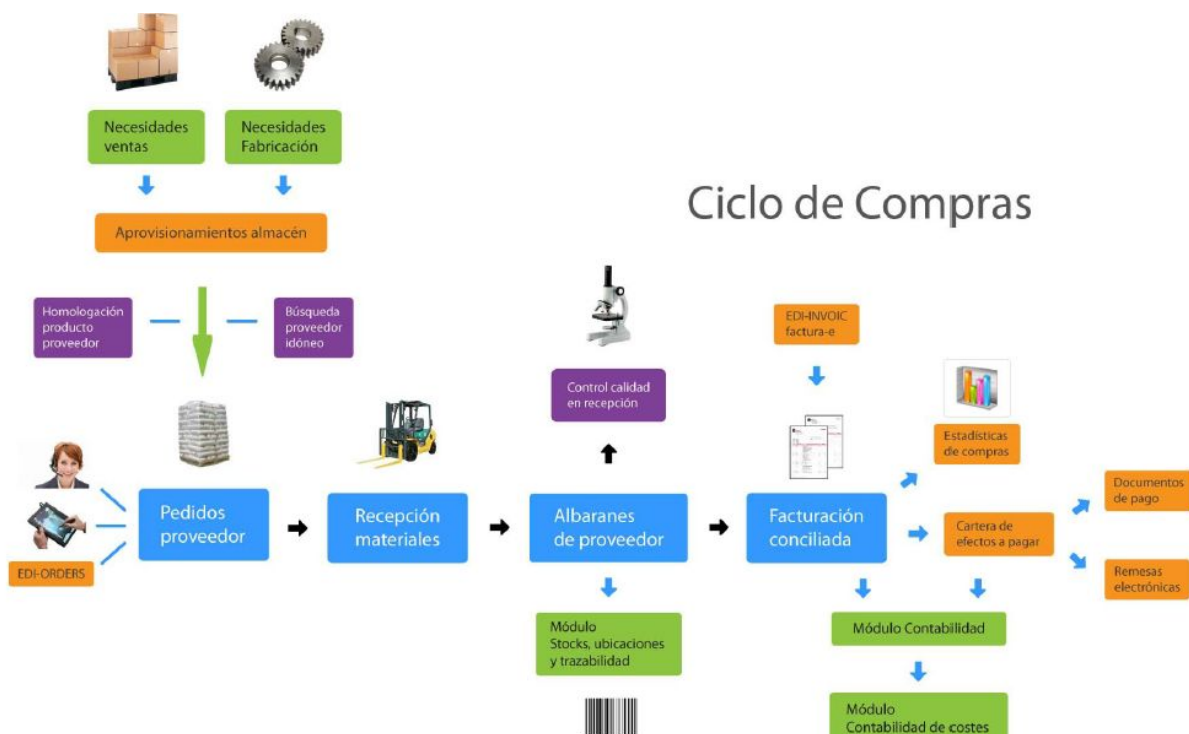 Necesidades
ventas
Necesidades
Fabricación
Ciclo de Compras
Aprovisionamientos almacén
Homologación
producto
proveedor
Búsqueda
proveedor
idóneo
EDI-INVOIC
factura-e
Control calidad
en recepción
Estadísticas
de compras
Pedidos
proveedor
Recepción
materiales
Albaranes
de proveedor
Facturación
conciliada
Cartera de
efectos a pagar
Documentos
de pago
EDI-ORDERS
Remesas
electrónicas
Módulo
Stocks, ubicaciones
y trazabilidad
Módulo Contabilidad
Módulo
Contabilidad de costes